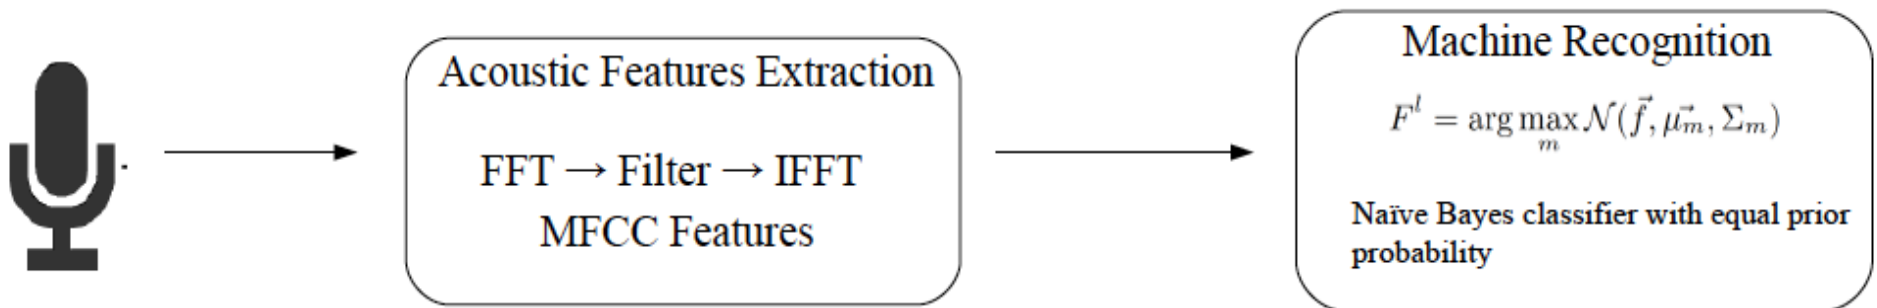 Acoustic Features Extraction
FFT → Filter → IFFT
MFCC Features
Machine Recognition
F^l = arg max_m 𝒩(f⃗, μ⃗_m, Σ_m)
Naïve Bayes classifier with equal prior
probability